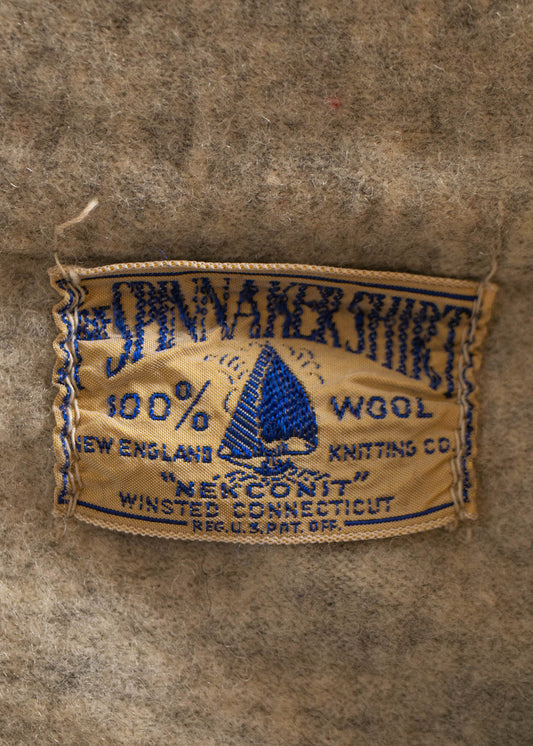 The SPINNAKER SHIRT
100% WOOL
NEW ENGLAND KNITTING CO.
"NEKCONIT"
WINSTED CONNECTICUT
REG. U.S. PAT. OFF.